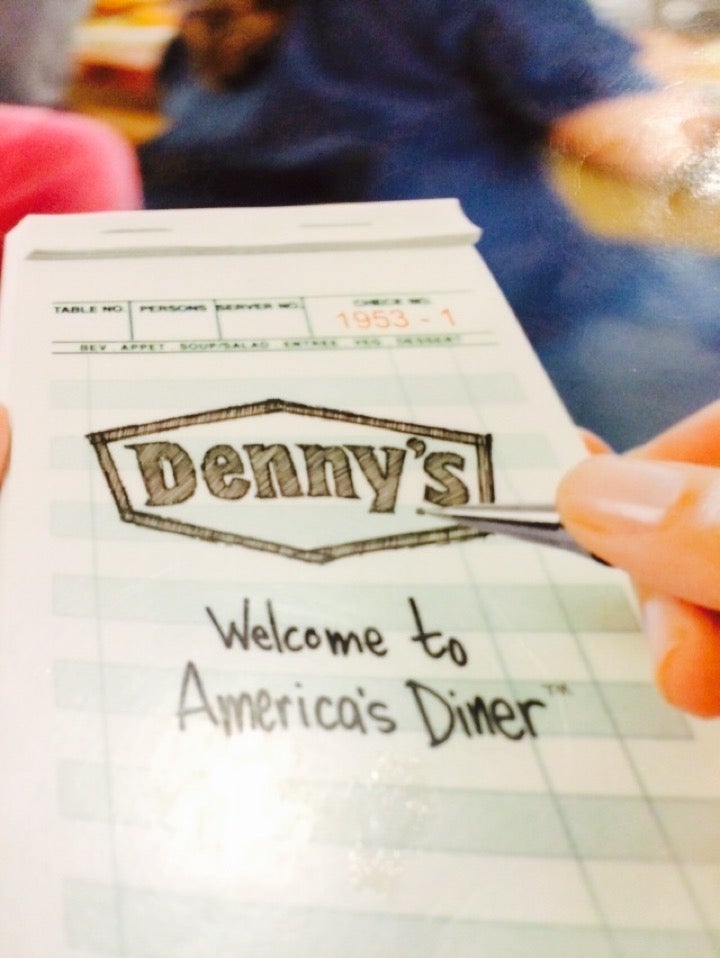 TABLE NO. PERSONS SERVER NO. CHECK NO.
1953 - 1
BEV APPET SOUP/SALAD ENTREE VEG DESSERT
Denny's
Welcome to
America's Diner™